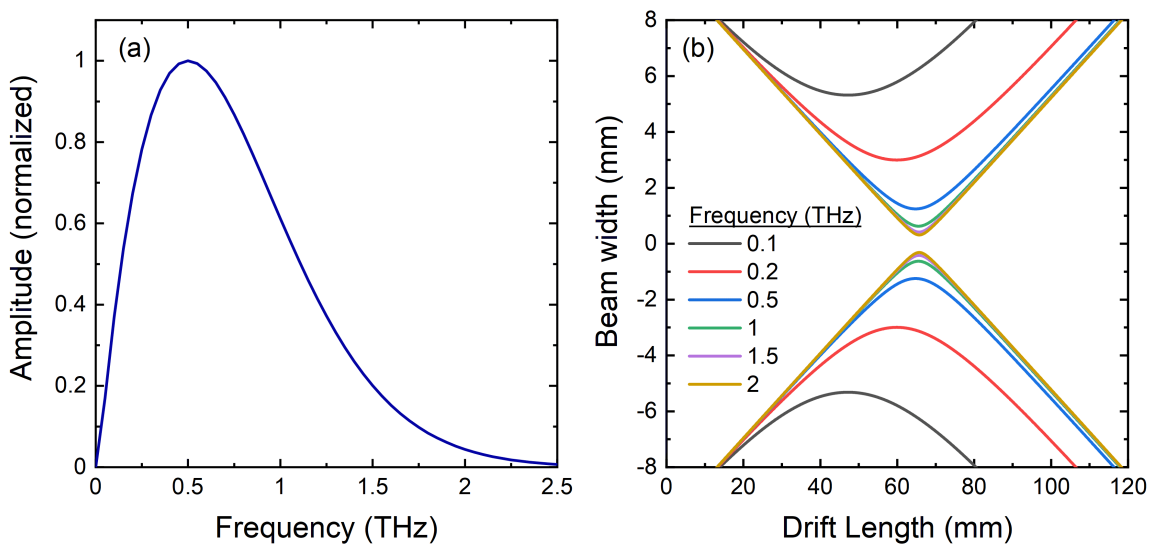 (a)
1
0.8
0.6
0.4
0.2
0
0 0.5 1 1.5 2 2.5
Amplitude (normalized)
Frequency (THz)
(b)
8
6
4
2
0
-2
-4
-6
-8
0 20 40 60 80 100 120
Beam width (mm)
Drift Length (mm)
Frequency (THz)
0.1
0.2
0.5
1
1.5
2